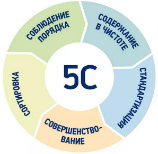 СОБЛЮДЕНИЕ
ПОРЯДКА
СОДЕРЖАНИЕ
В ЧИСТОТЕ
СТАНДАРТИЗАЦИЯ
СОВЕРШЕНСТВО-
ВАНИЕ
СОРТИРОВКА
5С